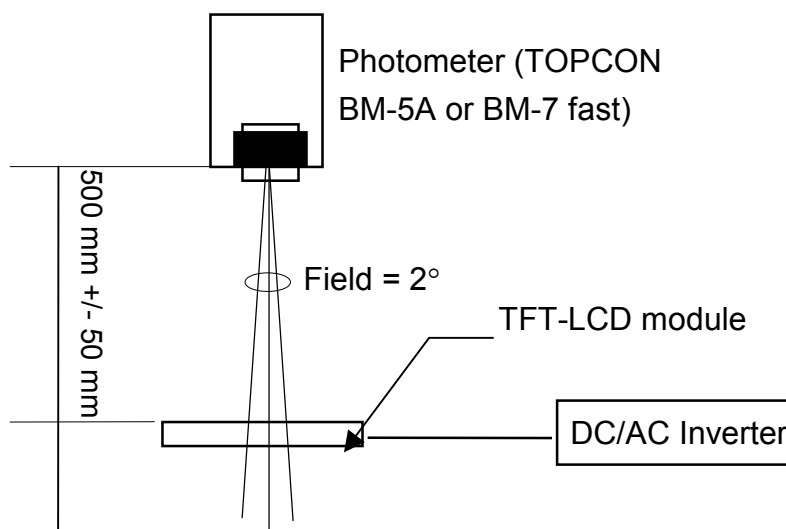 Photometer (TOPCON
BM-5A or BM-7 fast)
500 mm +/- 50 mm
Field = 2°
TFT-LCD module
DC/AC Inverter